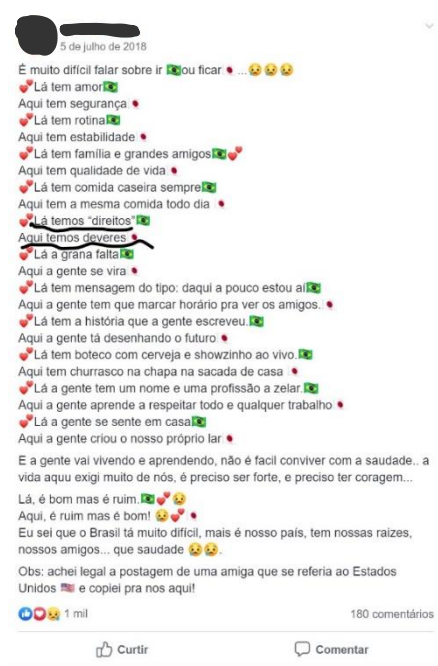 5 de julho de 2018
É muito difícil falar sobre ir 🇧🇷ou ficar🇯🇵...😢😢😢
💕Lá tem amor🇧🇷
Aqui tem segurança🇯🇵
💕Lá tem rotina🇧🇷
Aqui tem estabilidade🇯🇵
💕Lá tem família e grandes amigos🇧🇷💕
Aqui tem qualidade de vida🇯🇵
💕Lá tem comida caseira sempre🇧🇷
Aqui tem a mesma comida todo dia 🇯🇵
💕Lá temos "direitos"🇧🇷
Aqui temos deveres🇯🇵
💕Lá a grana falta🇧🇷
Aqui a gente se vira🇯🇵
💕Lá tem mensagem do tipo: daqui a pouco estou aí🇧🇷
Aqui a gente tem que marcar horário pra ver os amigos.🇯🇵
💕Lá tem a história que a gente escreveu.🇧🇷
Aqui a gente tá desenhando o futuro🇯🇵
💕Lá tem boteco com cerveja e showzinho ao vivo.🇧🇷
Aqui tem churrasco na chapa na sacada de casa 🇯🇵
💕Lá a gente tem um nome e uma profissão a zelar.🇧🇷
Aqui a gente aprende a respeitar todo e qualquer trabalho🇯🇵
💕Lá a gente se sente em casa🇧🇷
Aqui a gente criou o nosso próprio lar🇯🇵
E a gente vai vivendo e aprendendo, não é facil conviver com a saudade.. a
vida aquu exigi muito de nós, é preciso ser forte, e preciso ter coragem...
Lá, é bom mas é ruim.🇧🇷💕😢
Aqui, é ruim mas é bom! 😢💕🇯🇵
Eu sei que o Brasil tá muito difícil, mais é nosso país, tem nossas raizes,
nossos amigos... que saudade 😢😢.
Obs: achei legal a postagem de uma amiga que se referia ao Estados
Unidos 🇺🇸 e copiei pra nos aqui!
1 mil
180 comentários
Curtir
Comentar